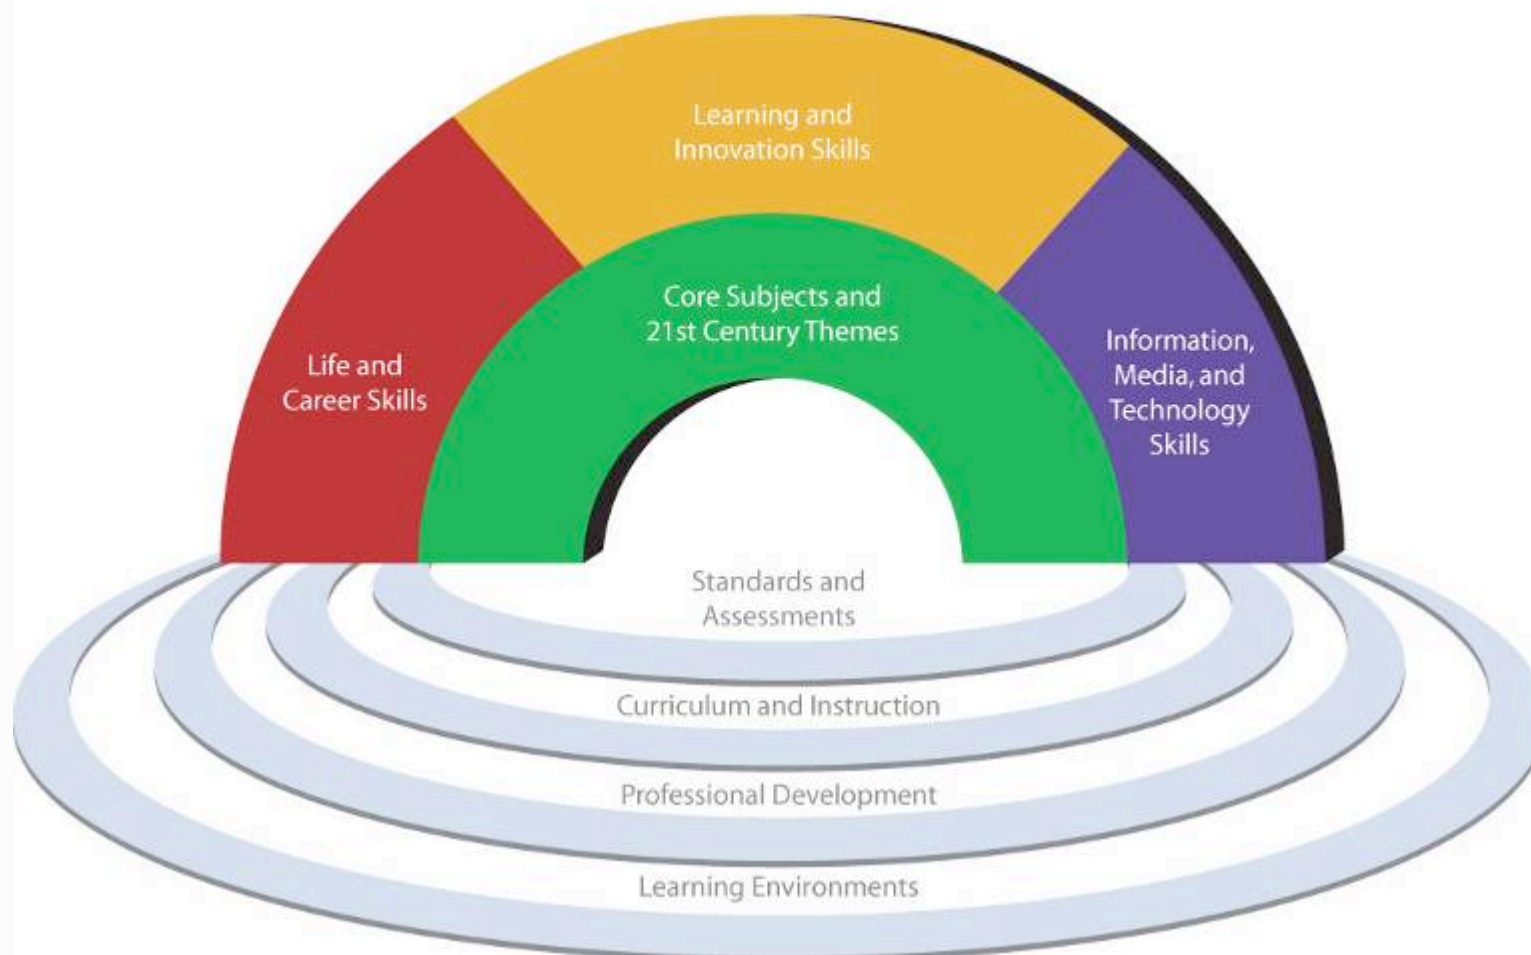 Learning and
Innovation Skills
Core Subjects and
21st Century Themes
Life and
Career Skills
Information,
Media, and
Technology
Skills
Standards and
Assessments
Curriculum and Instruction
Professional Development
Learning Environments